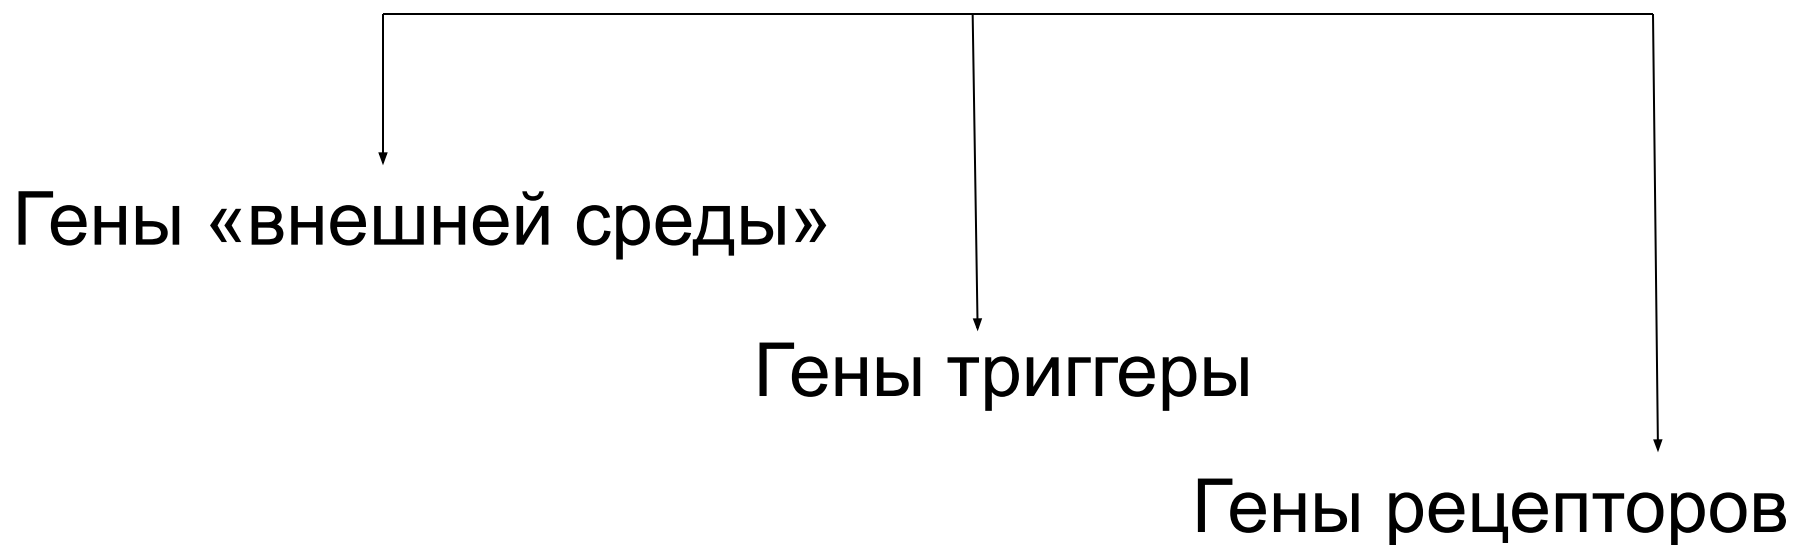 Гены «внешней среды»
Гены триггеры
Гены рецепторов